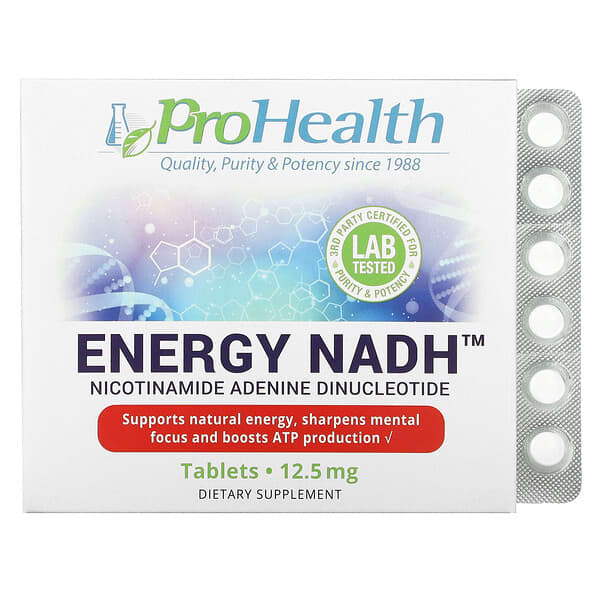 ProHealth
Quality, Purity & Potency since 1988
3RD PARTY CERTIFIED FOR
LAB
TESTED
PURITY & POTENCY
ENERGY NADH™
NICOTINAMIDE ADENINE DINUCLEOTIDE
Supports natural energy, sharpens mental
focus and boosts ATP production √
Tablets • 12.5 mg
DIETARY SUPPLEMENT